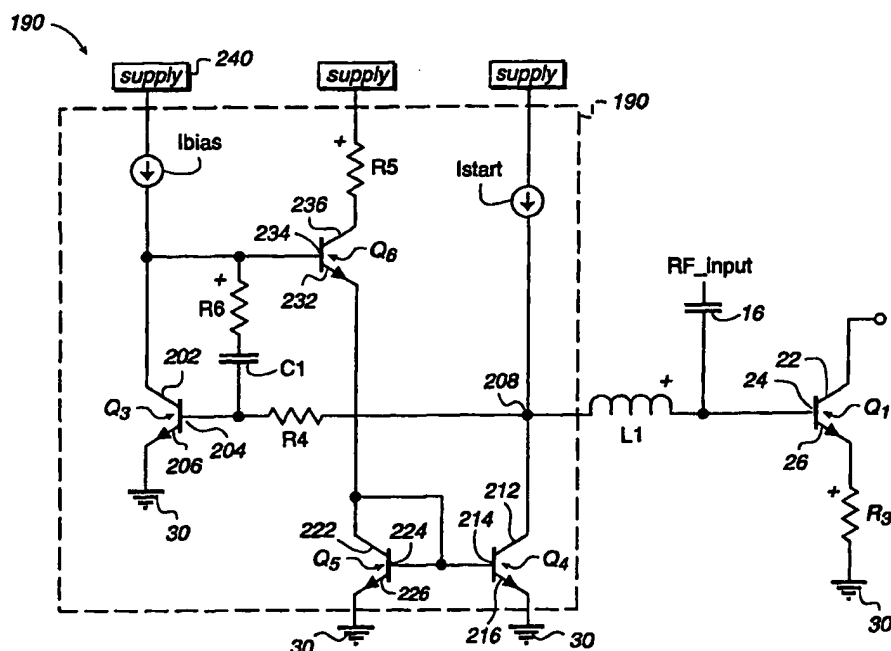 190
supply 240
supply
supply
190
Ibias
+
R5
Istart
236
234
Q6
232
+
R6
C1
RF_input
16
202
Q3
204
206
R4
208
+
L1
22
24
Q1
26
30
212
+
R3
222
224
Q5
226
214
Q4
216
30
30
30